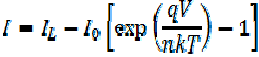 I = I_L - I_0 [exp(qV/nkT) - 1]